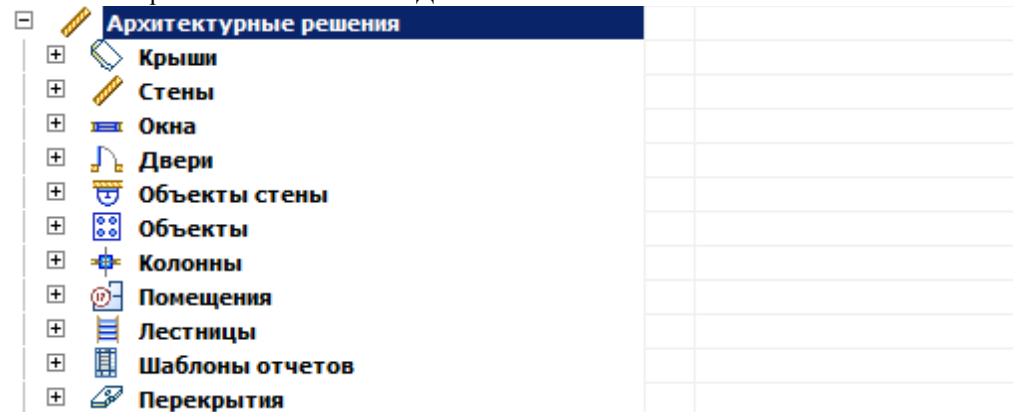 Архитектурные решения
Крыши
Стены
Окна
Двери
Объекты стены
Объекты
Колонны
Помещения
Лестницы
Шаблоны отчетов
Перекрытия